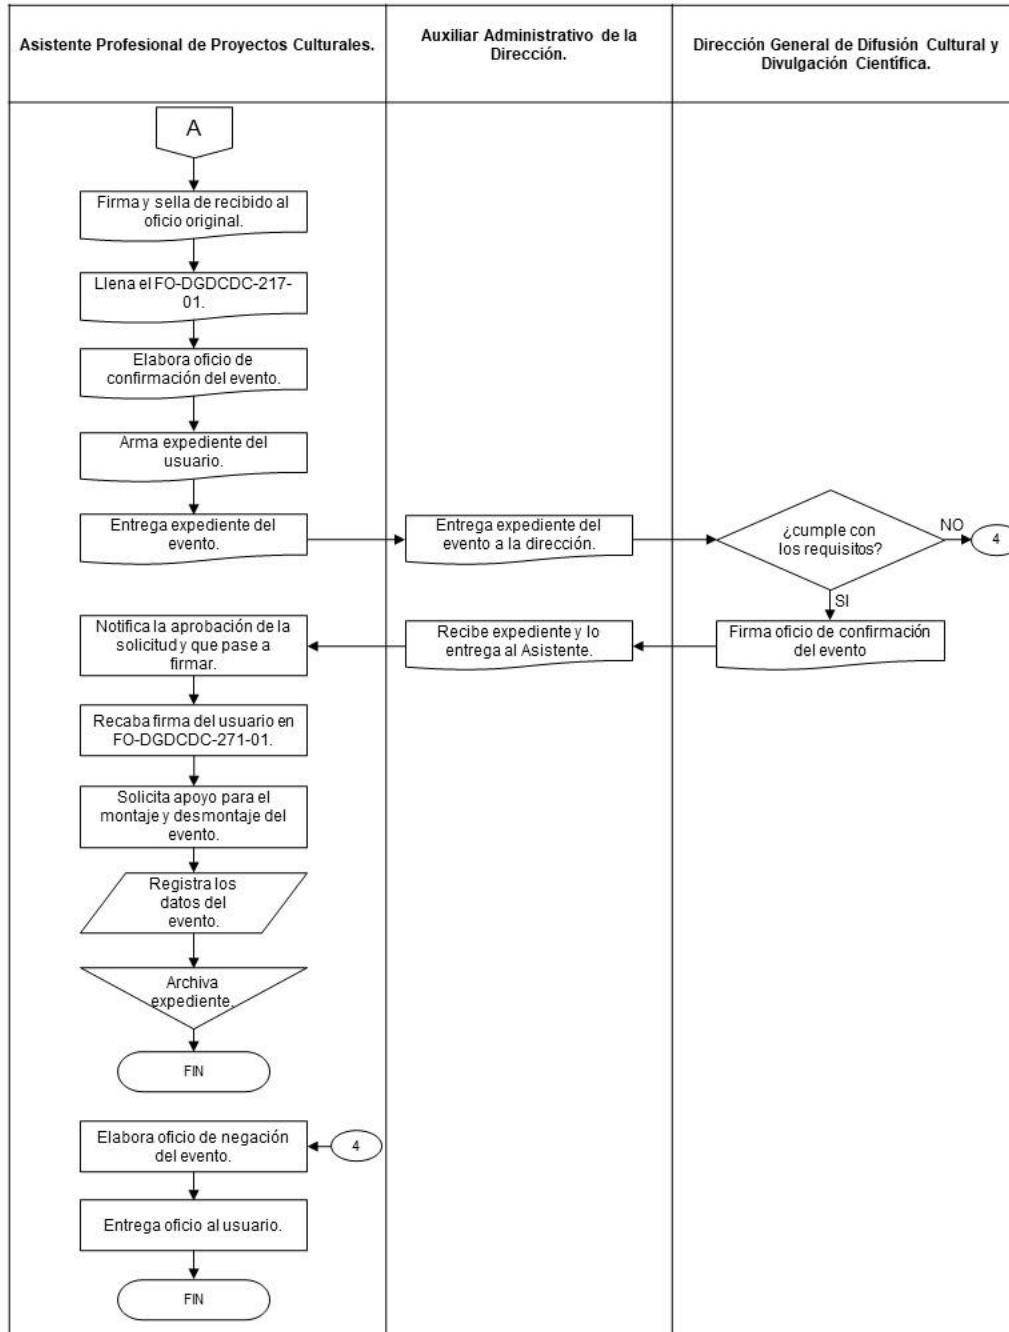 Asistente Profesional de Proyectos Culturales.
Auxiliar Administrativo de la
Dirección.
Dirección General de Difusión Cultural y
Divulgación Científica.
A
Firma y sella de recibido al
oficio original.
Llena el FO-DGDCDC-217-
01.
Elabora oficio de
confirmación del evento.
Arma expediente del
usuario.
Entrega expediente del
evento.
Entrega expediente del
evento a la dirección.
¿cumple con
los requisitos?
NO
4
SI
Notifica la aprobación de la
solicitud y que pase a
firmar.
Recibe expediente y lo
entrega al Asistente.
Firma oficio de confirmación
del evento
Recaba firma del usuario en
FO-DGDCDC-271-01.
Solicita apoyo para el
montaje y desmontaje del
evento.
Registra los
datos del
evento.
Archiva
expediente.
FIN
Elabora oficio de negación
del evento.
4
Entrega oficio al usuario.
FIN